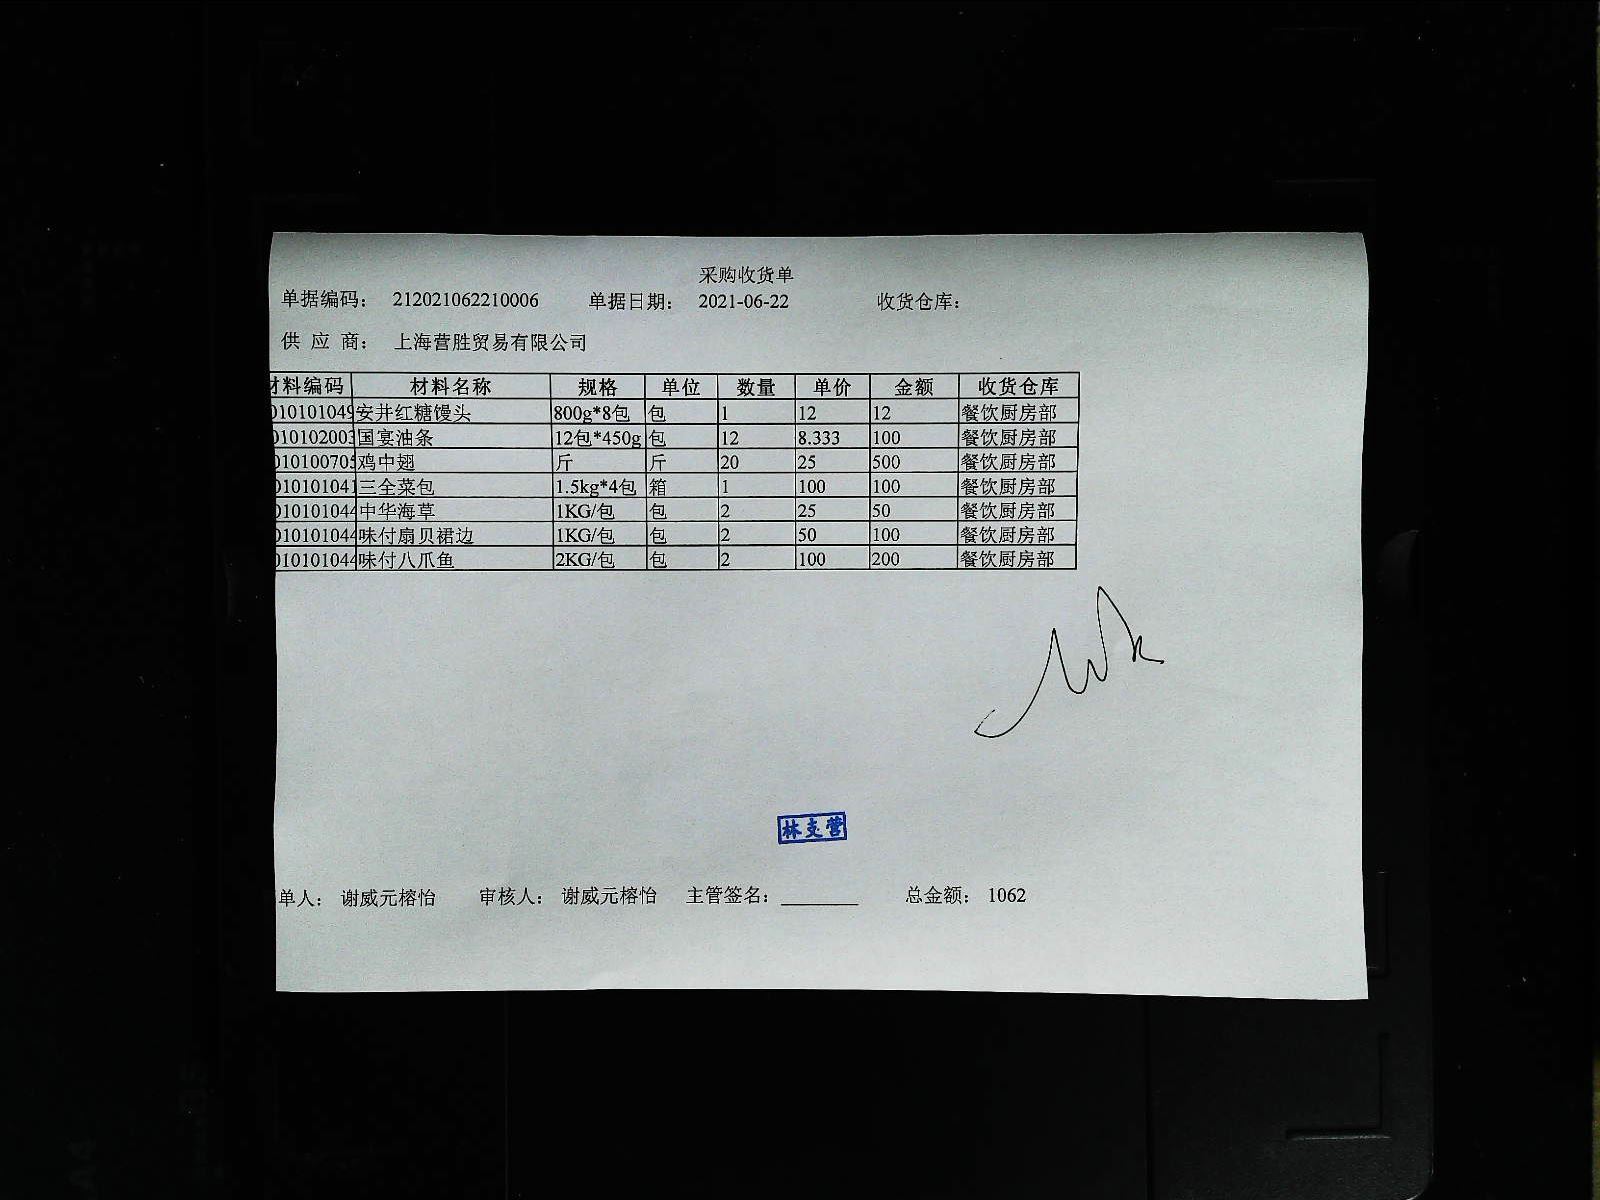 采购收货单
单据编码: 212021062210006 单据日期: 2021-06-22 收货仓库:
供 应 商: 上海营胜贸易有限公司
材料编码 材料名称 规格 单位 数量 单价 金额 收货仓库
010101049 安井红糖馒头 800g*8包 包 1 12 12 餐饮厨房部
010102003 国宴油条 12包*450g 包 12 8.333 100 餐饮厨房部
010100705 鸡中翅 斤 斤 20 25 500 餐饮厨房部
010101041 三全菜包 1.5kg*4包 箱 1 100 100 餐饮厨房部
010101044 中华海草 1KG/包 包 2 25 50 餐饮厨房部
010101044 味付扇贝裙边 1KG/包 包 2 50 100 餐饮厨房部
010101044 味付八爪鱼 2KG/包 包 2 100 200 餐饮厨房部
林支营
单人: 谢威元榕怡 审核人: 谢威元榕怡 主管签名: 总金额: 1062